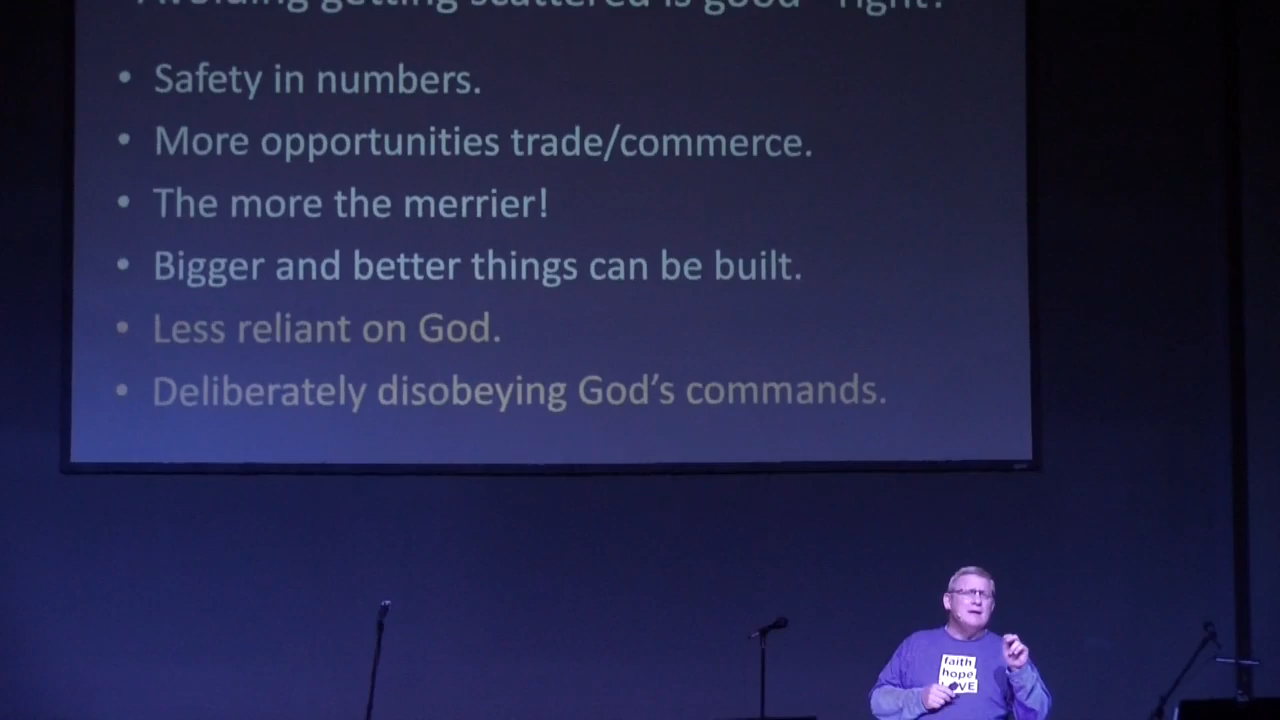 Avoiding getting scattered is good – right?
• Safety in numbers.
• More opportunities trade/commerce.
• The more the merrier!
• Bigger and better things can be built.
• Less reliant on God.
• Deliberately disobeying God’s commands.
faith
hope
LOVE